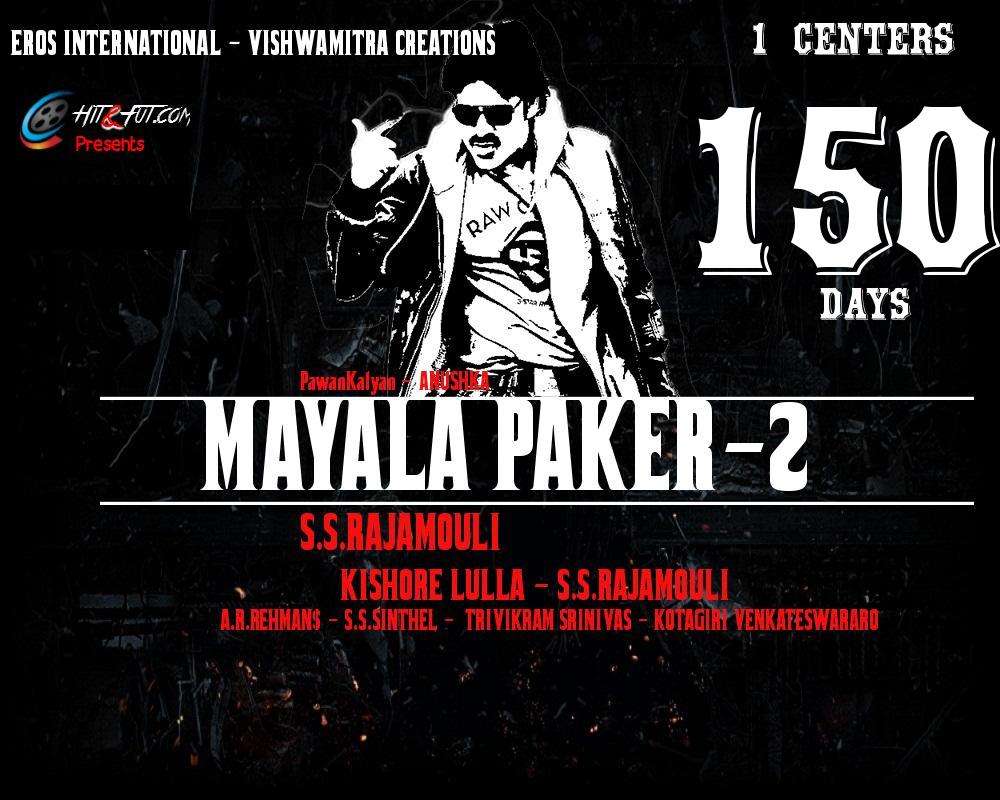 EROS INTERNATIONAL - VISHWAMITRA CREATIONS
1 CENTERS
HIT&FUT.COM
Presents
150
DAYS
RAW
PawanKalyan - ANUSHKA
MAYALA PAKER-2
S.S.RAJAMOULI
KISHORE LULLA - S.S.RAJAMOULI
A.R.REHMAN$ - S.S.SINTHEL - TRIVIKRAM SRINIVAS - KOTAGIRI VENKATESWARARO